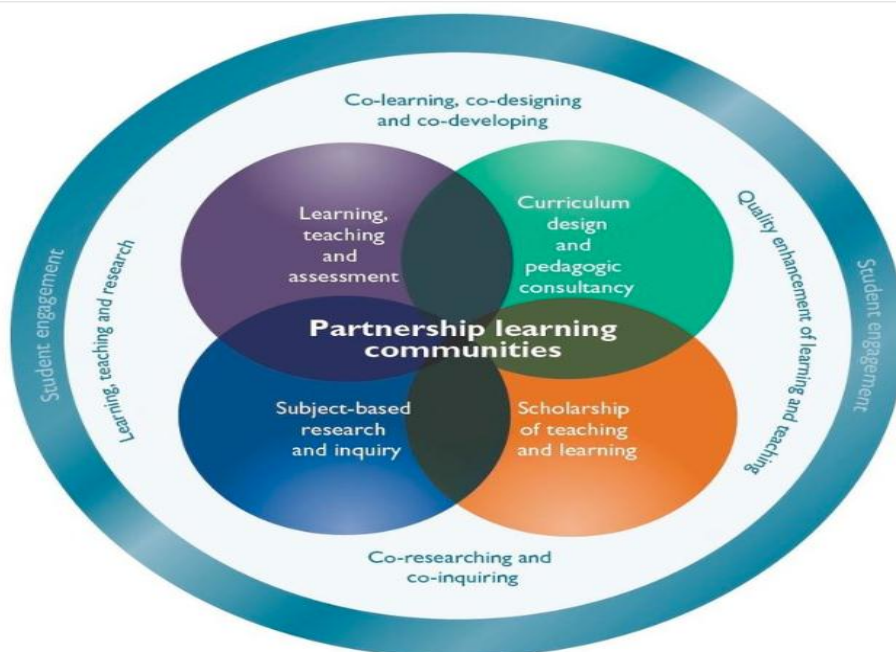 Co-learning, co-designing
and co-developing
Learning,
teaching
and
assessment
Curriculum
design
and
pedagogic
consultancy
Student engagement
Learning, teaching and research
Quality enhancement of learning and teaching
Student engagement
Partnership learning
communities
Subject-based
research
and inquiry
Scholarship
of teaching
and learning
Co-researching and
co-inquiring